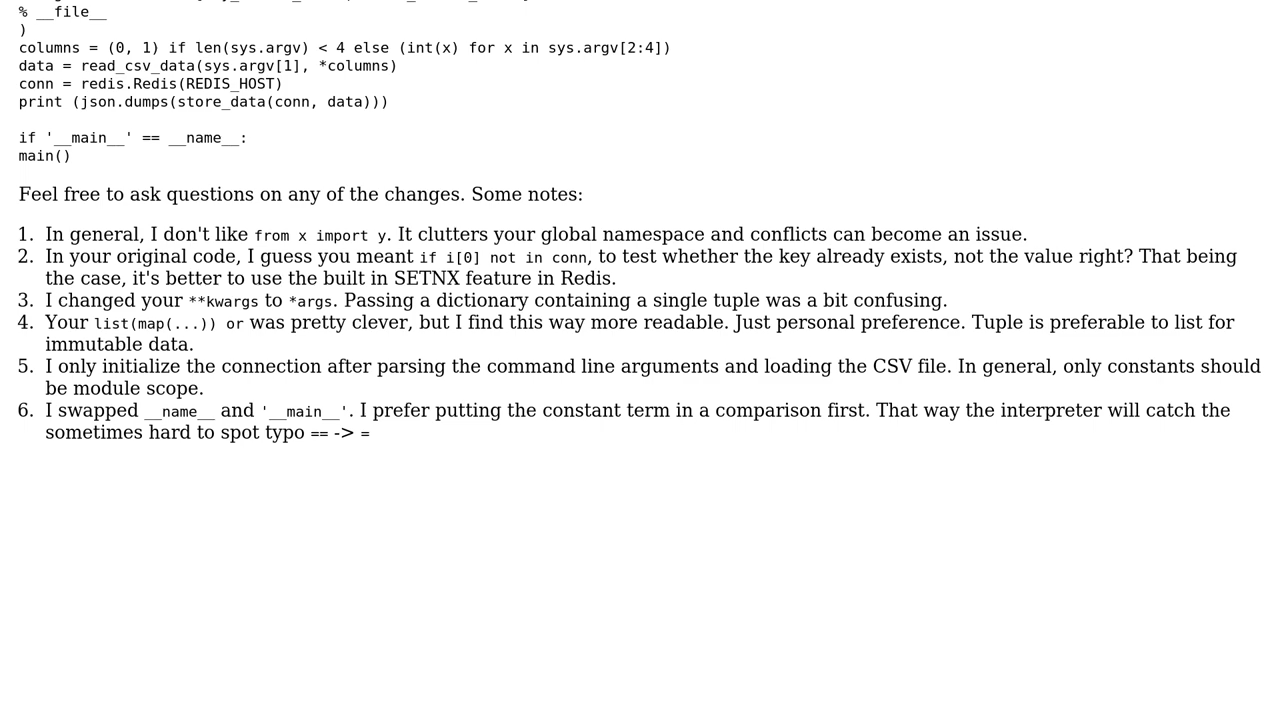 % __file__
)
columns = (0, 1) if len(sys.argv) < 4 else (int(x) for x in sys.argv[2:4])
data = read_csv_data(sys.argv[1], *columns)
conn = redis.Redis(REDIS_HOST)
print (json.dumps(store_data(conn, data)))
if '__main__' == __name__:
main()
Feel free to ask questions on any of the changes. Some notes:
1. In general, I don't like from x import y. It clutters your global namespace and conflicts can become an issue.
2. In your original code, I guess you meant if i[0] not in conn, to test whether the key already exists, not the value right? That being
the case, it's better to use the built in SETNX feature in Redis.
3. I changed your **kwargs to *args. Passing a dictionary containing a single tuple was a bit confusing.
4. Your list(map(...)) or was pretty clever, but I find this way more readable. Just personal preference. Tuple is preferable to list for
immutable data.
5. I only initialize the connection after parsing the command line arguments and loading the CSV file. In general, only constants should
be module scope.
6. I swapped __name__ and '__main__'. I prefer putting the constant term in a comparison first. That way the interpreter will catch the
sometimes hard to spot typo == -> =